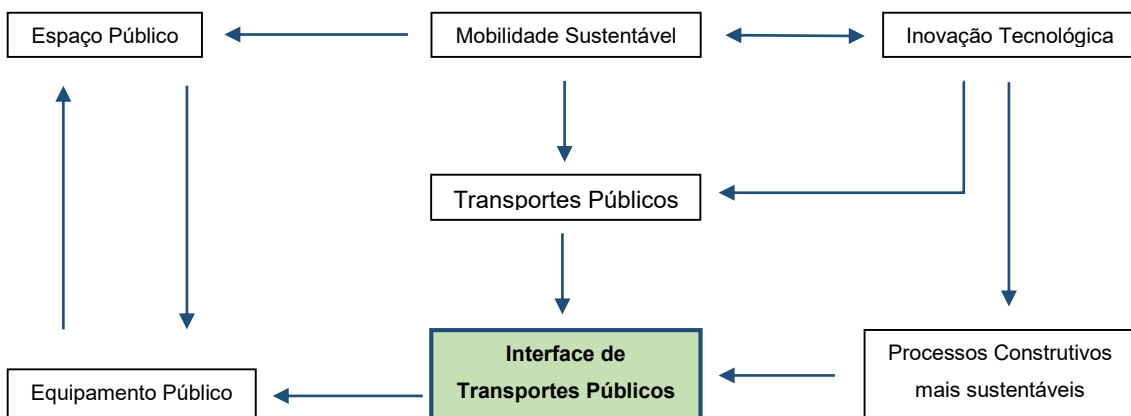 Espaço Público
Mobilidade Sustentável
Inovação Tecnológica
Transportes Públicos
Interface de
Transportes Públicos
Processos Construtivos
mais sustentáveis
Equipamento Público